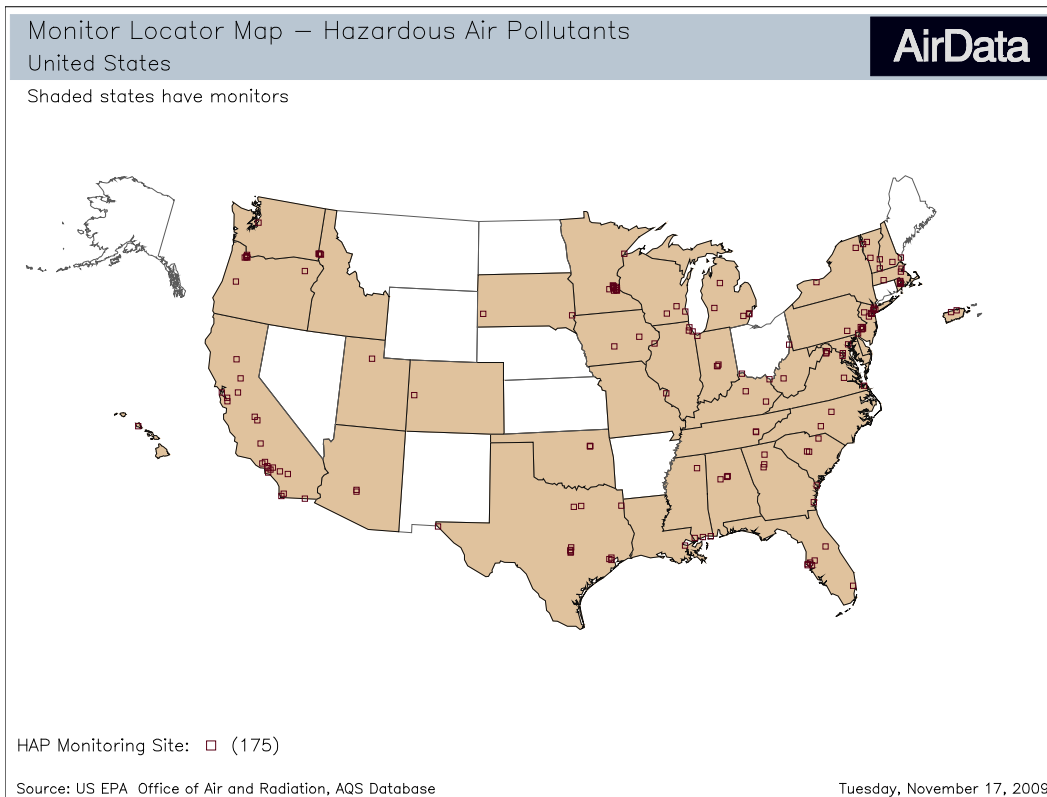 Monitor Locator Map – Hazardous Air Pollutants
United States
AirData
Shaded states have monitors
HAP Monitoring Site: (175)
Source: US EPA Office of Air and Radiation, AQS Database
Tuesday, November 17, 2009